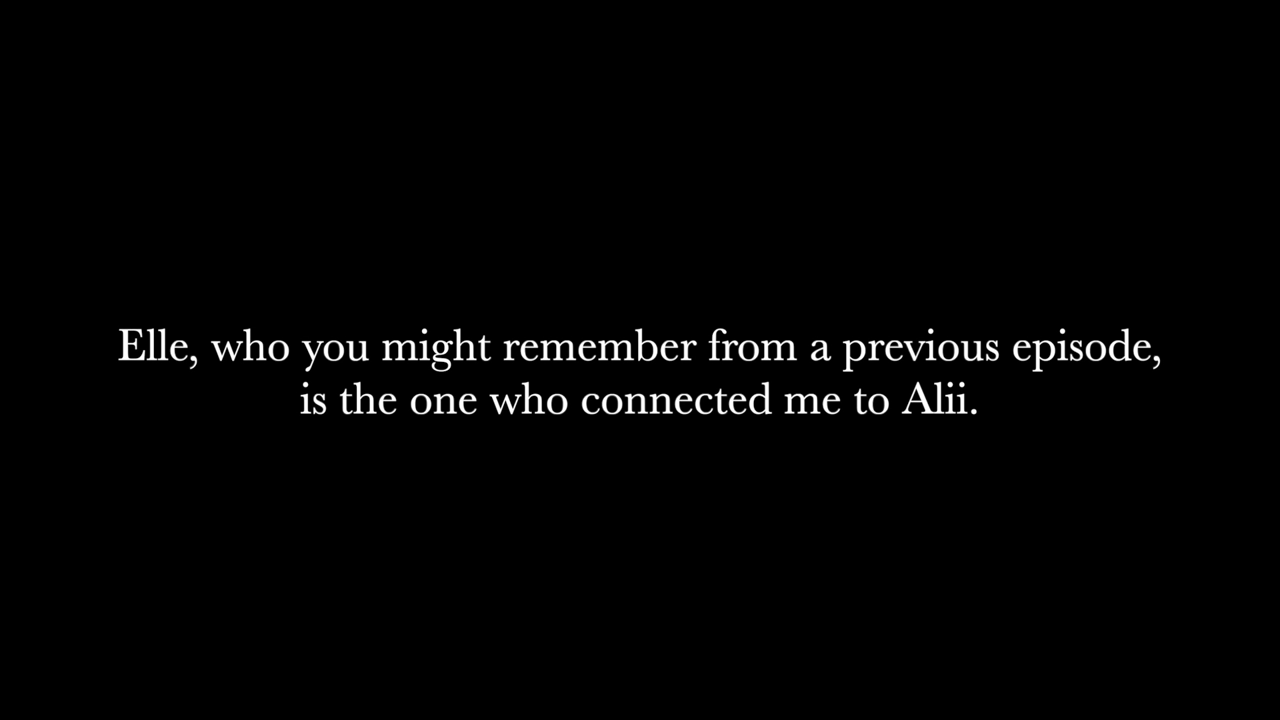 Elle, who you might remember from a previous episode,
is the one who connected me to Alii.